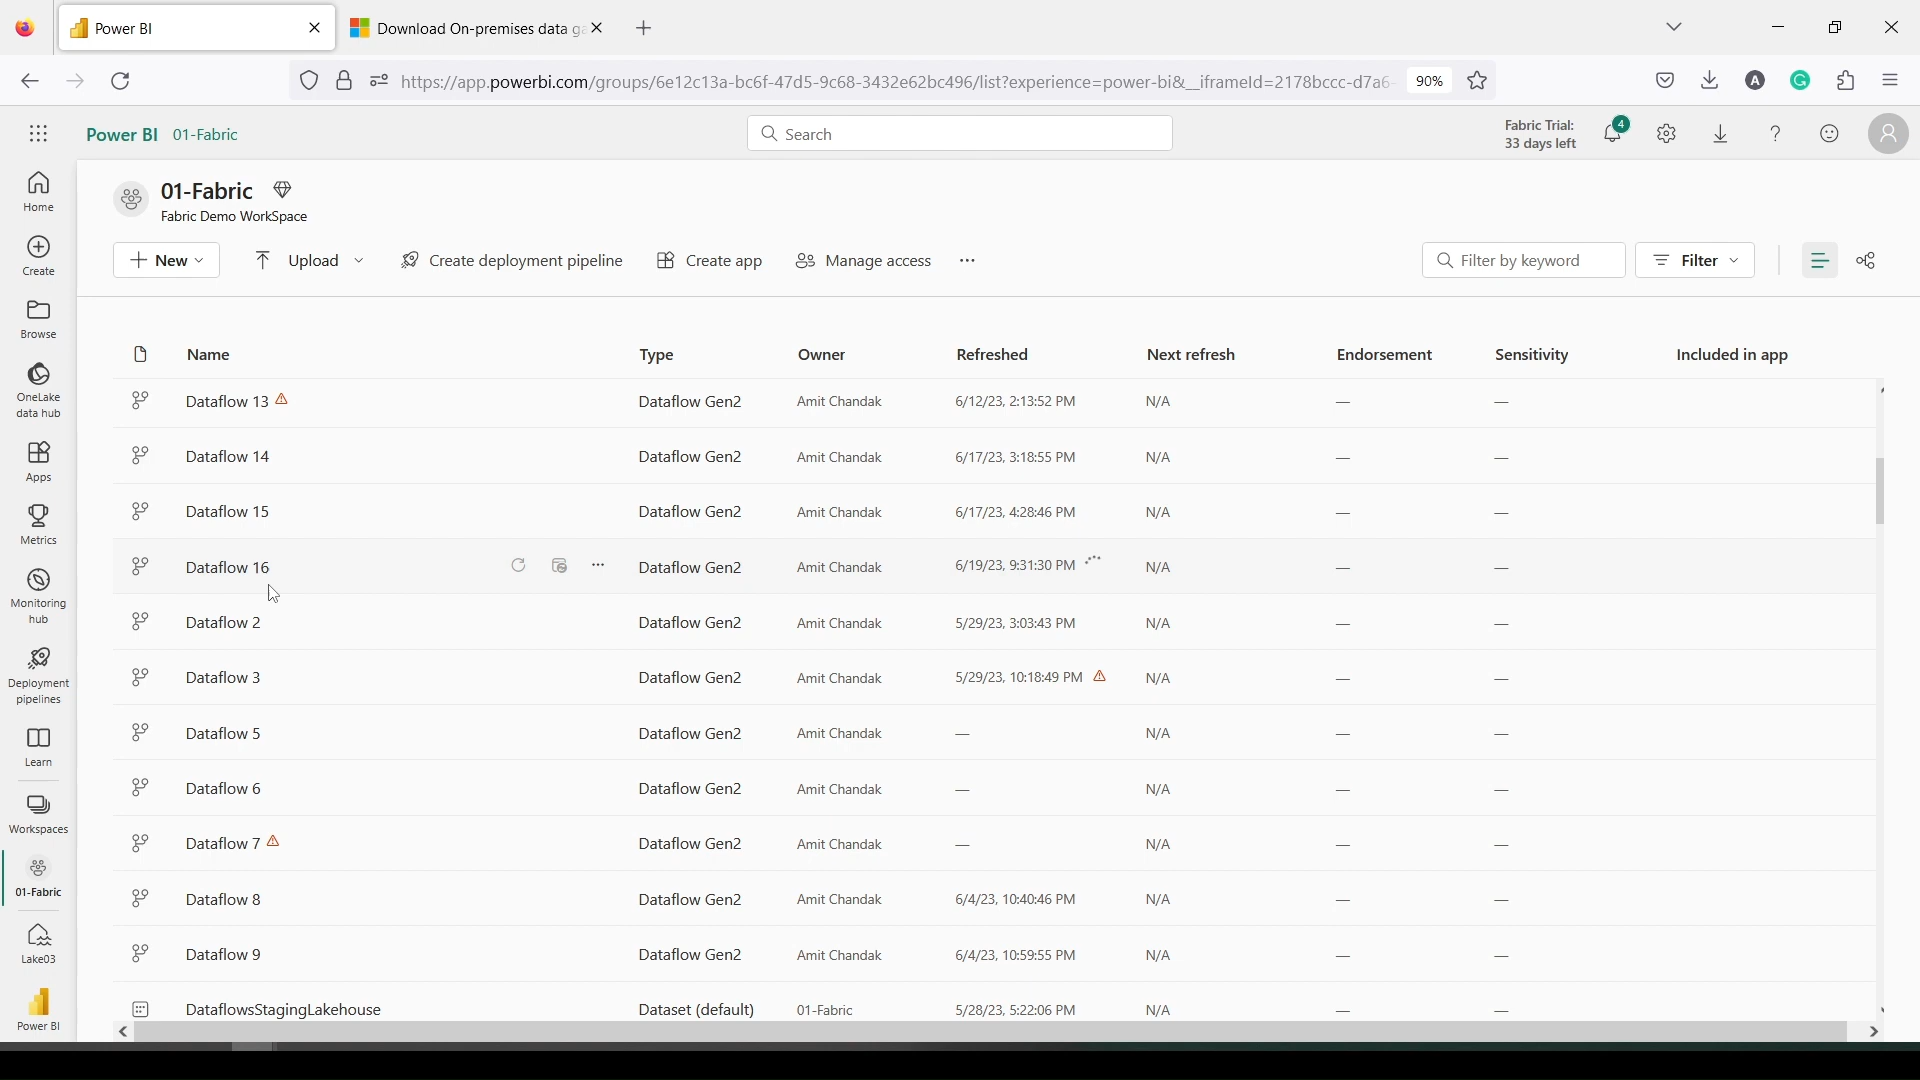 Power BI
Download On-premises data ga
https://app.powerbi.com/groups/6e12c13a-bc6f-47d5-9c68-3432e62bc496/list?experience=power-bi&__iframeId=2178bccc-d7a6-
90%
A
G
Power BI 01-Fabric
Search
Fabric Trial:
33 days left
4
?
Home
Create
Browse
OneLake
data hub
Apps
Metrics
Monitoring
hub
Deployment
pipelines
Learn
Workspaces
01-Fabric
Lake03
Power BI
01-Fabric
Fabric Demo WorkSpace
New
Upload
Create deployment pipeline
Create app
Manage access
Filter by keyword
Filter
Name Type Owner Refreshed Next refresh Endorsement Sensitivity Included in app
Dataflow 13 Dataflow Gen2 Amit Chandak 6/12/23, 2:13:52 PM N/A — —
Dataflow 14 Dataflow Gen2 Amit Chandak 6/17/23, 3:18:55 PM N/A — —
Dataflow 15 Dataflow Gen2 Amit Chandak 6/17/23, 4:28:46 PM N/A — —
Dataflow 16 Dataflow Gen2 Amit Chandak 6/19/23, 9:31:30 PM N/A — —
Dataflow 2 Dataflow Gen2 Amit Chandak 5/29/23, 3:03:43 PM N/A — —
Dataflow 3 Dataflow Gen2 Amit Chandak 5/29/23, 10:18:49 PM N/A — —
Dataflow 5 Dataflow Gen2 Amit Chandak — N/A — —
Dataflow 6 Dataflow Gen2 Amit Chandak — N/A — —
Dataflow 7 Dataflow Gen2 Amit Chandak — N/A — —
Dataflow 8 Dataflow Gen2 Amit Chandak 6/4/23, 10:40:46 PM N/A — —
Dataflow 9 Dataflow Gen2 Amit Chandak 6/4/23, 10:59:55 PM N/A — —
DataflowsStagingLakehouse Dataset (default) 01-Fabric 5/28/23, 5:22:06 PM N/A — —